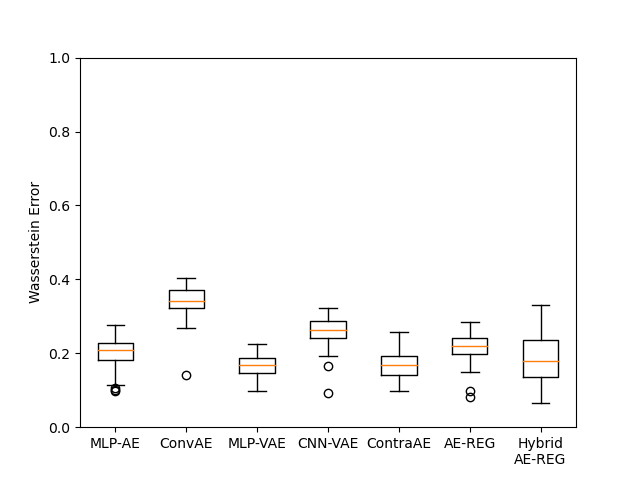 1.0
0.8
0.6
0.4
0.2
0.0
Wasserstein Error
MLP-AE ConvAE MLP-VAE CNN-VAE ContraAE AE-REG Hybrid
AE-REG